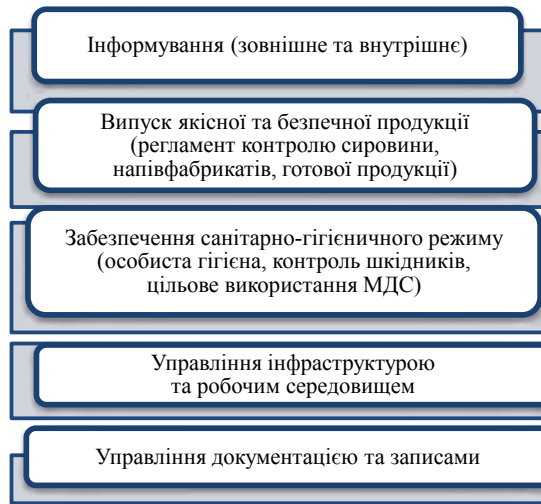 Інформування (зовнішне та внутрішнє)
Випуск якісної та безпечної продукції
(регламент контролю сировини,
напівфабрикатів, готової продукції)
Забезпечення санітарно-гігієничного режиму
(особиста гігієна, контроль шкідників,
цільове використання МДС)
Управління інфраструктурою
та робочим середовищем
Управління документацією та записами